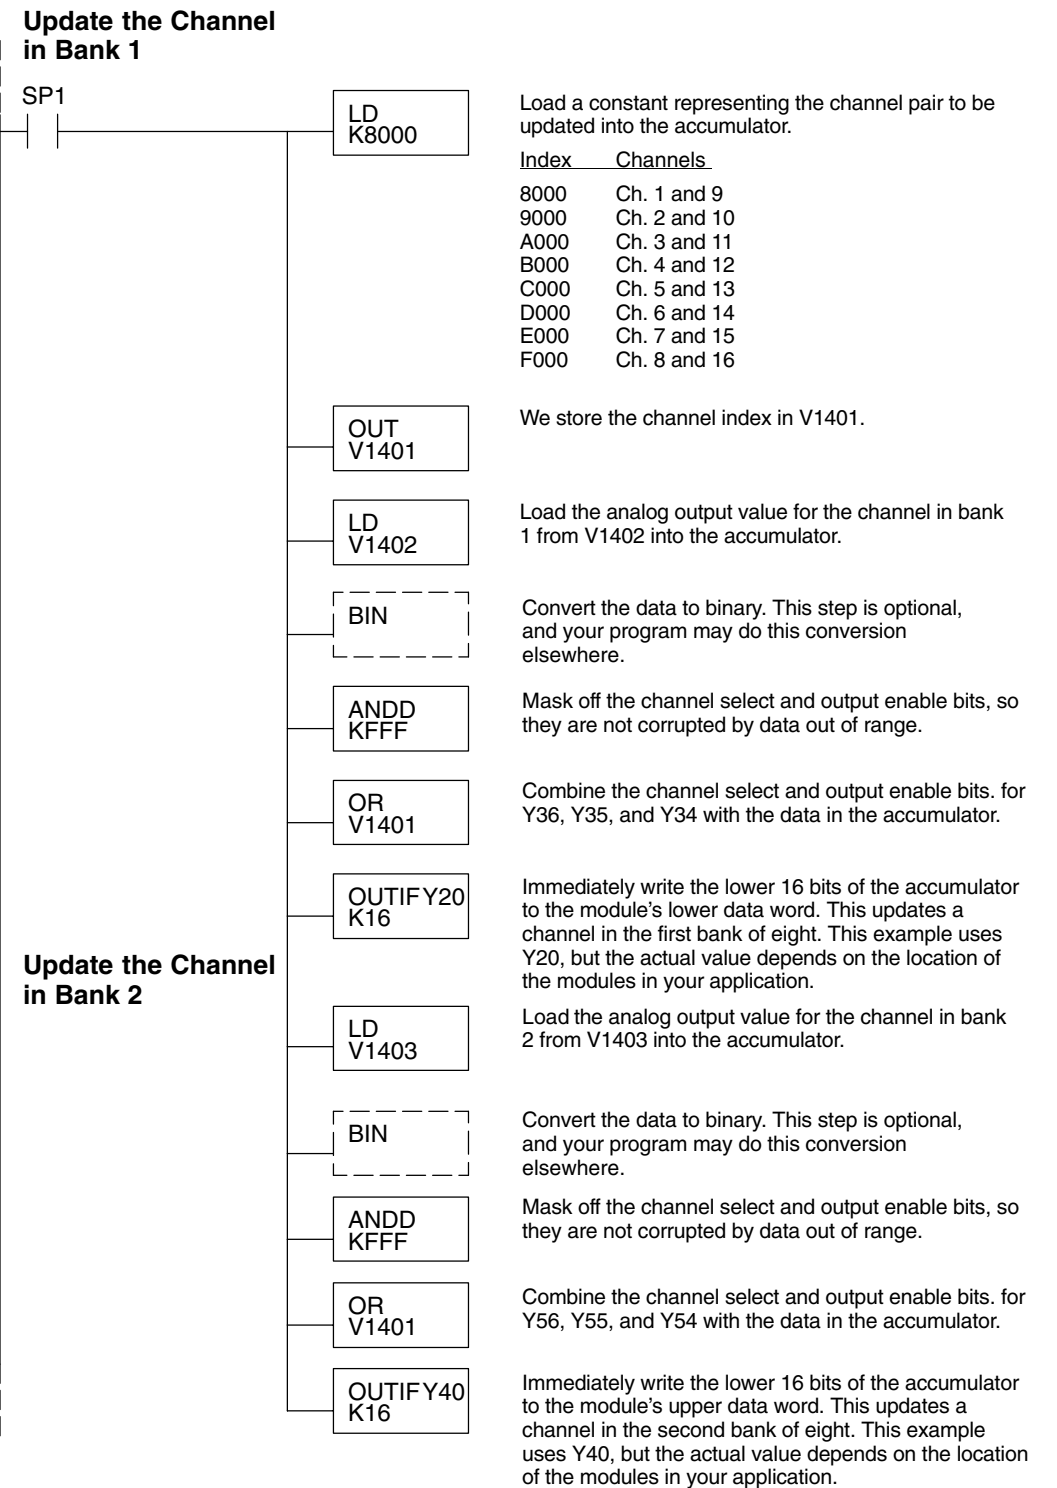 Update the Channel
in Bank 1
SP1
LD
K8000
Load a constant representing the channel pair to be
updated into the accumulator.
Index Channels
8000 Ch. 1 and 9
9000 Ch. 2 and 10
A000 Ch. 3 and 11
B000 Ch. 4 and 12
C000 Ch. 5 and 13
D000 Ch. 6 and 14
E000 Ch. 7 and 15
F000 Ch. 8 and 16
OUT
V1401
We store the channel index in V1401.
LD
V1402
Load the analog output value for the channel in bank
1 from V1402 into the accumulator.
BIN
Convert the data to binary. This step is optional,
and your program may do this conversion
elsewhere.
ANDD
KFFF
Mask off the channel select and output enable bits, so
they are not corrupted by data out of range.
OR
V1401
Combine the channel select and output enable bits. for
Y36, Y35, and Y34 with the data in the accumulator.
OUTIF Y20
K16
Immediately write the lower 16 bits of the accumulator
to the module's lower data word. This updates a
channel in the first bank of eight. This example uses
Y20, but the actual value depends on the location of
the modules in your application.
Update the Channel
in Bank 2
LD
V1403
Load the analog output value for the channel in bank
2 from V1403 into the accumulator.
BIN
Convert the data to binary. This step is optional,
and your program may do this conversion
elsewhere.
ANDD
KFFF
Mask off the channel select and output enable bits, so
they are not corrupted by data out of range.
OR
V1401
Combine the channel select and output enable bits. for
Y56, Y55, and Y54 with the data in the accumulator.
OUTIF Y40
K16
Immediately write the lower 16 bits of the accumulator
to the module's upper data word. This updates a
channel in the second bank of eight. This example
uses Y40, but the actual value depends on the location
of the modules in your application.